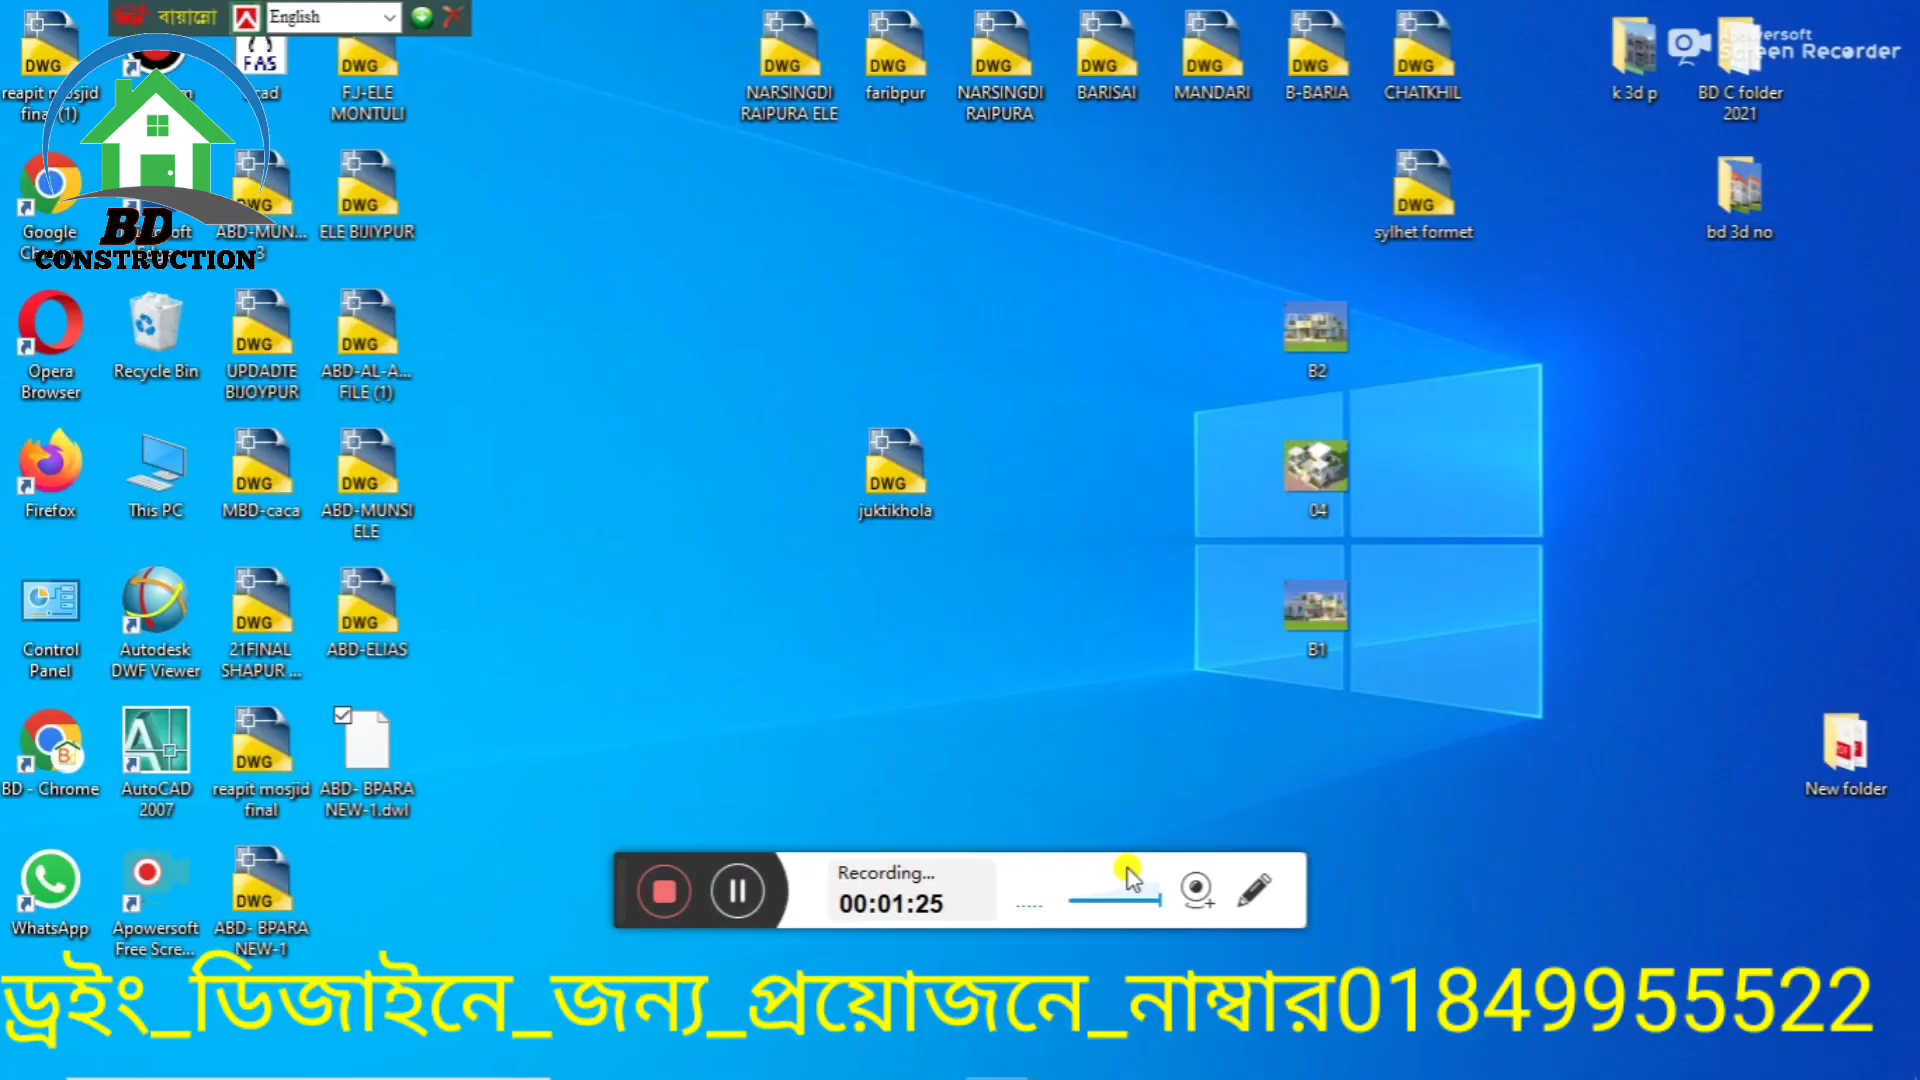 বায়ান্নো English
reapit mosjid
final (1)
FAS
FJ-ELE
MONTULI
NARSINGDI
RAIPURA ELE
faribpur
NARSINGDI
RAIPURA
BARISAl
MANDARI
B-BARIA
CHATKHIL
k 3d p
BD C folder
2021
Apowersoft
Screen Recorder
Google
ABD-MUN...
3
ELE BIJIYPUR
sylhet formet
bd 3d no
BD
CONSTRUCTION
Opera
Browser
Recycle Bin
UPDADTE
BIJOYPUR
ABD-AL-A...
FILE (1)
B2
Firefox
This PC
MBD-caca
ABD-MUNSI
ELE
juktikhola
04
Control
Panel
Autodesk
DWF Viewer
21FINAL
SHAPUR ...
ABD-ELIAS
B1
BD - Chrome
AutoCAD
2007
reapit mosjid
final
ABD- BPARA
NEW-1.dwl
New folder
WhatsApp
Apowersoft
Free Scre...
ABD- BPARA
NEW-1
Recording...
00:01:25
ড্রইং_ডিজাইনে_জন্য_প্রয়োজনে_নাম্বার01849955522